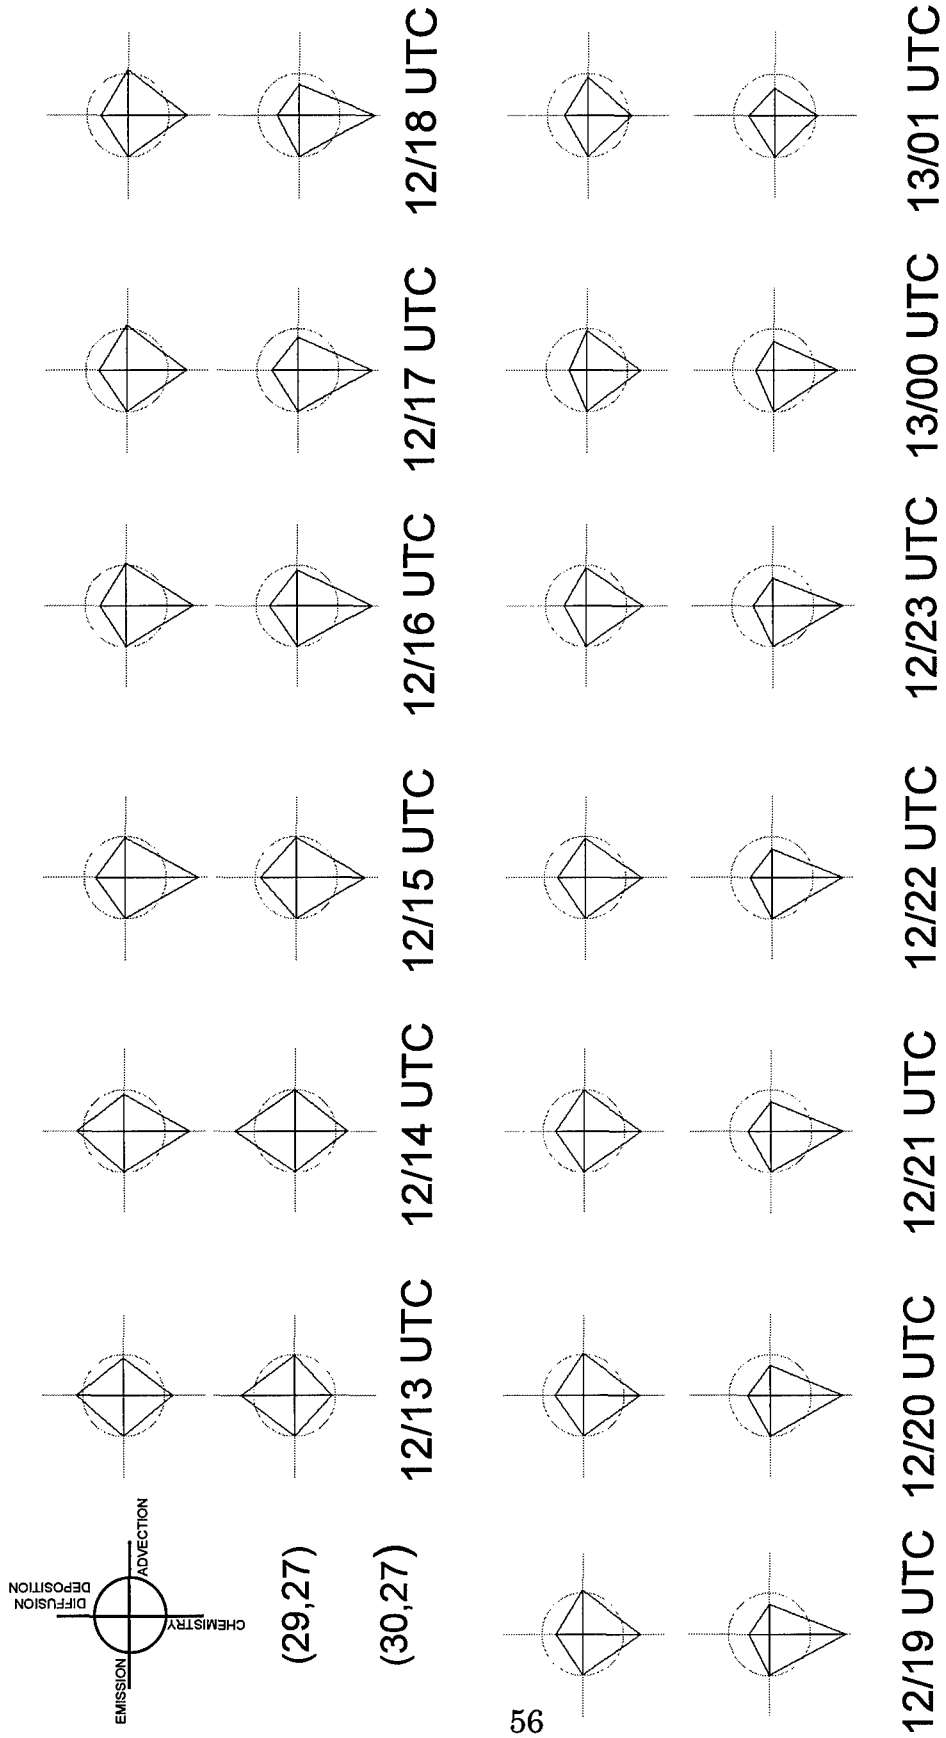 DIFFUSION
DEPOSITION
EMISSION
ADVECTION
CHEMISTRY
(29,27)
(30,27)
12/13 UTC
12/14 UTC
12/15 UTC
12/16 UTC
12/17 UTC
12/18 UTC
12/19 UTC
12/20 UTC
12/21 UTC
12/22 UTC
12/23 UTC
13/00 UTC
13/01 UTC
56